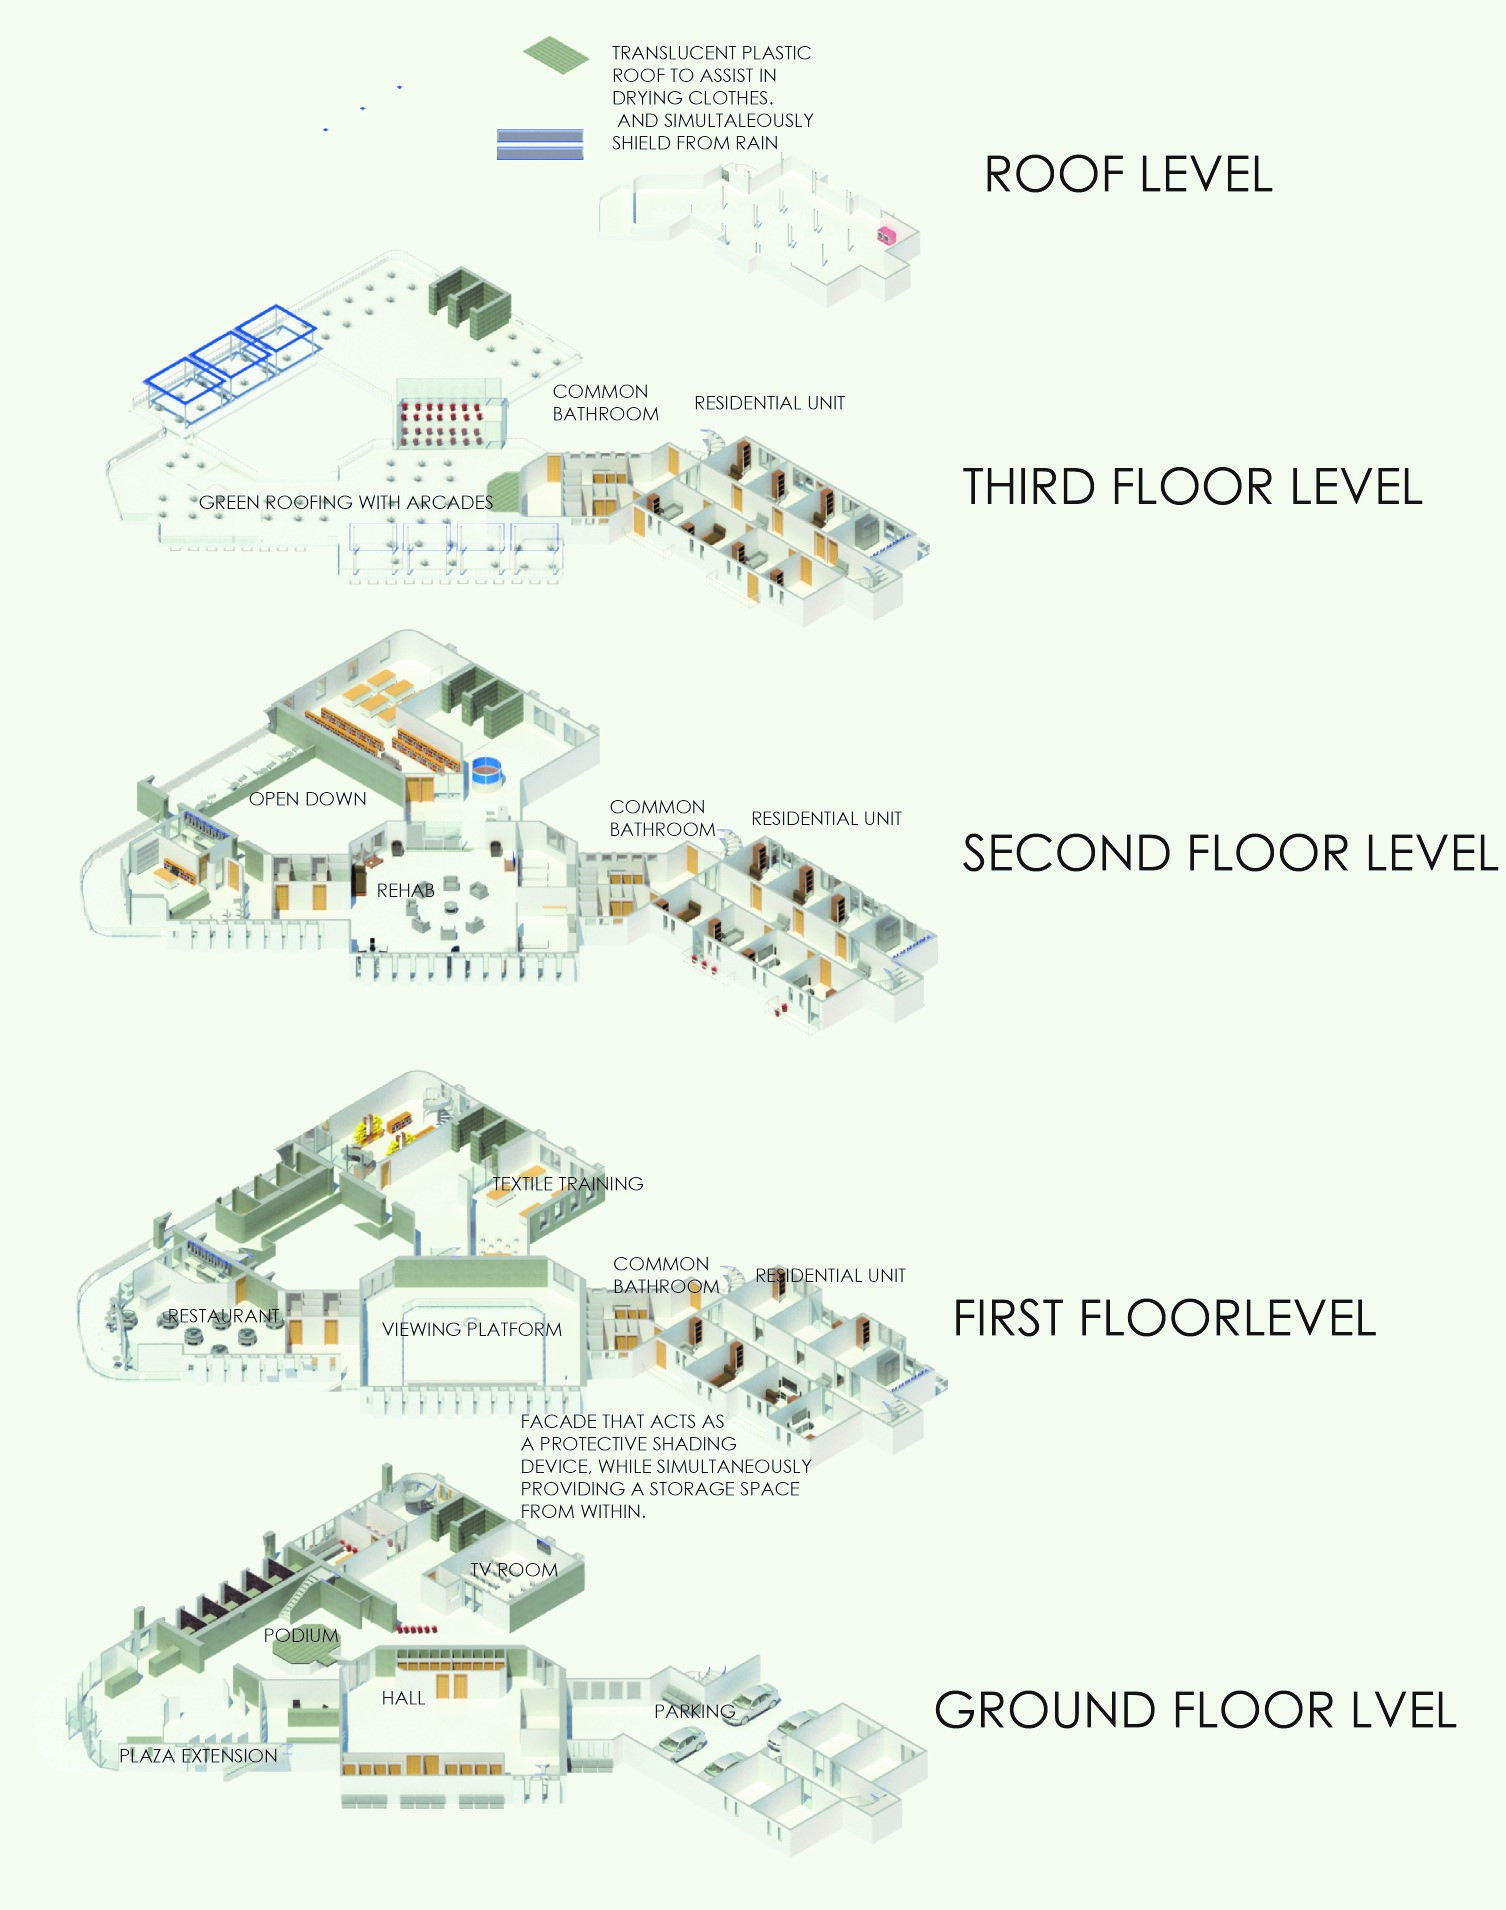 TRANSLUCENT PLASTIC
ROOF TO ASSIST IN
DRYING CLOTHES.
AND SIMULTALEOUSLY
SHIELD FROM RAIN
ROOF LEVEL
COMMON
BATHROOM
RESIDENTIAL UNIT
THIRD FLOOR LEVEL
GREEN ROOFING WITH ARCADES
OPEN DOWN
COMMON
BATHROOM
RESIDENTIAL UNIT
SECOND FLOOR LEVEL
REHAB
TEXTILE TRAINING
COMMON
BATHROOM
RESIDENTIAL UNIT
RESTAURANT
VIEWING PLATFORM
FIRST FLOORLEVEL
FACADE THAT ACTS AS
A PROTECTIVE SHADING
DEVICE, WHILE SIMULTANEOUSLY
PROVIDING A STORAGE SPACE
FROM WITHIN.
TV ROOM
PODIUM
HALL
PARKING
GROUND FLOOR LVEL
PLAZA EXTENSION